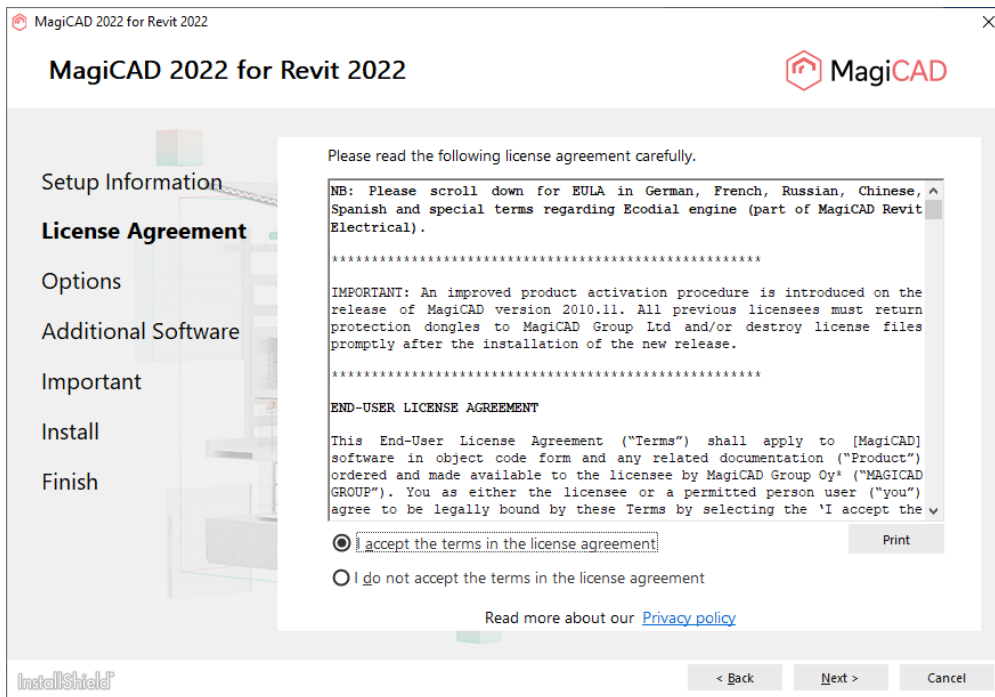 MagiCAD 2022 for Revit 2022
MagiCAD 2022 for Revit 2022
MagiCAD
Setup Information
License Agreement
Options
Additional Software
Important
Install
Finish
Please read the following license agreement carefully.
NB: Please scroll down for EULA in German, French, Russian, Chinese,
Spanish and special terms regarding Ecodial engine (part of MagiCAD Revit
Electrical).
******************************************************
IMPORTANT: An improved product activation procedure is introduced on the
release of MagiCAD version 2010.11. All previous licensees must return
protection dongles to MagiCAD Group Ltd and/or destroy license files
promptly after the installation of the new release.
******************************************************
END-USER LICENSE AGREEMENT
This End-User License Agreement (“Terms”) shall apply to [MagiCAD]
software in object code form and any related documentation (“Product”)
ordered and made available to the licensee by MagiCAD Group Oy* (“MAGICAD
GROUP”). You as either the licensee or a permitted person user (“you”)
agree to be legally bound by these Terms by selecting the ‘I accept the
I accept the terms in the license agreement
Print
I do not accept the terms in the license agreement
Read more about our Privacy policy
InstallShield
< Back
Next >
Cancel